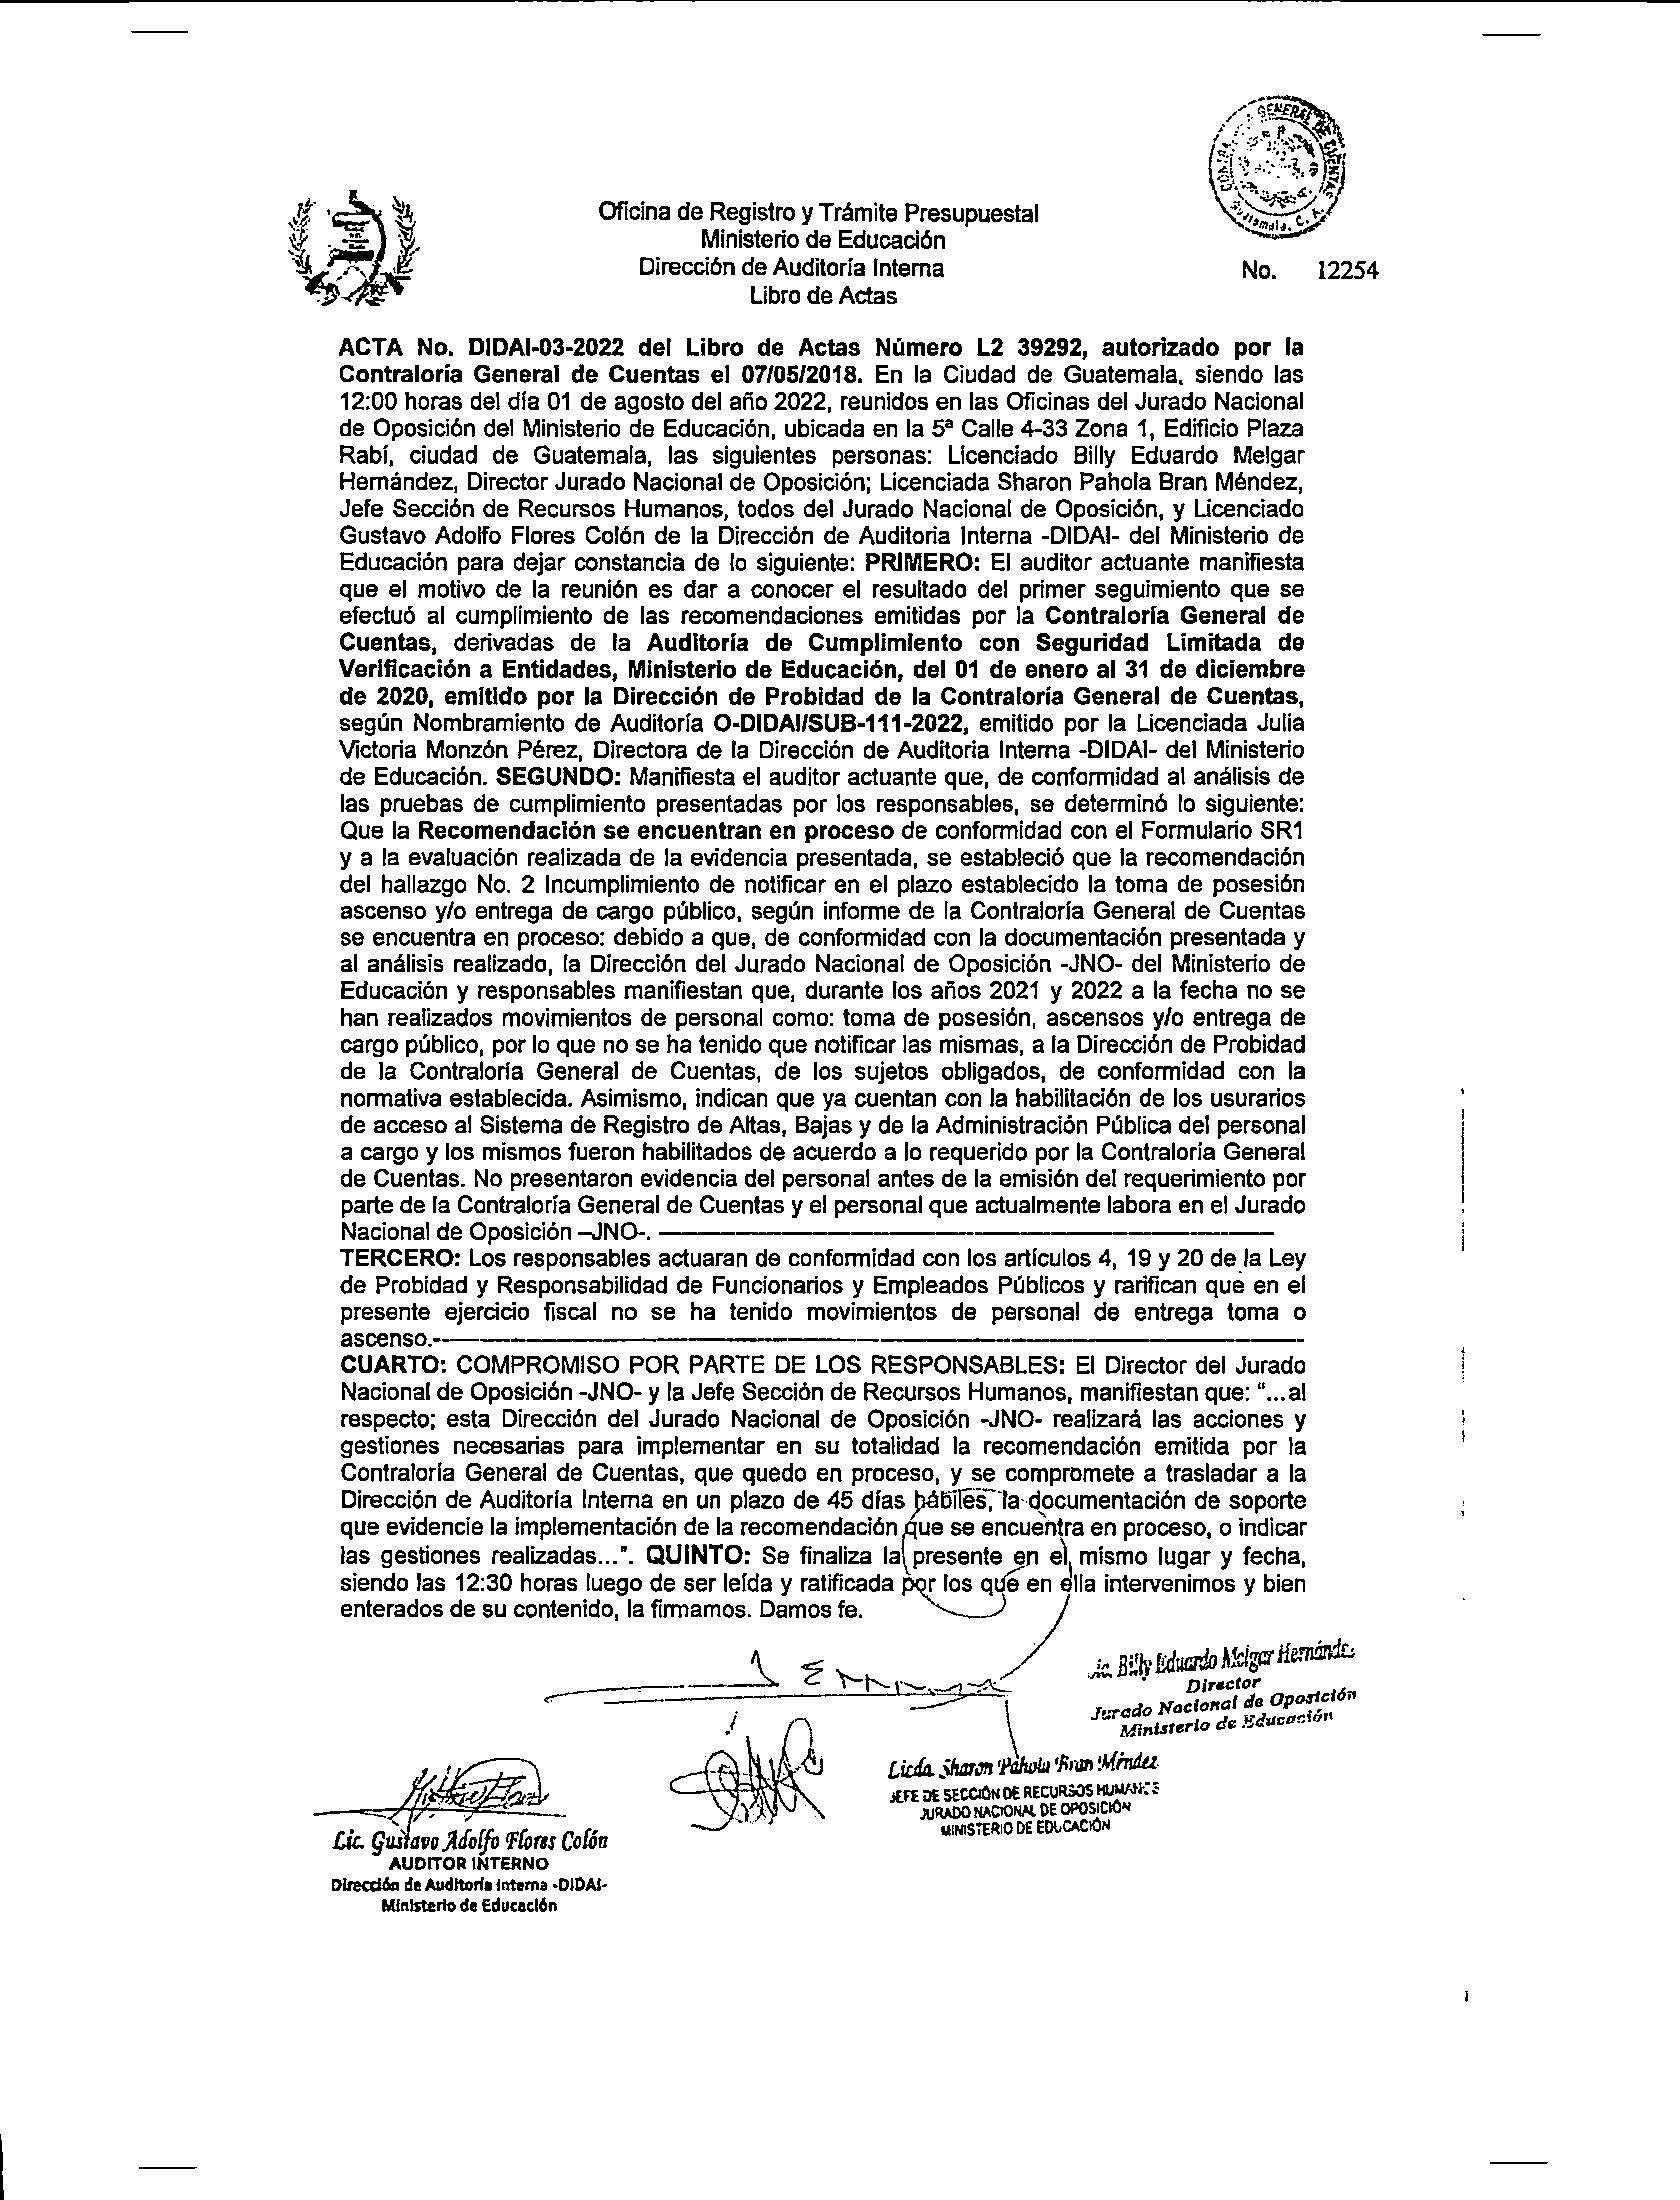 GENERAL DE CUENTAS
Oficina de Registro y Trámite Presupuestal
Ministerio de Educación
Dirección de Auditoría Interna
Libro de Actas
No. 12254
ACTA No. DIDAI-03-2022 del Libro de Actas Número L2 39292, autorizado por la
Contraloría General de Cuentas el 07/05/2018. En la Ciudad de Guatemala, siendo las
12:00 horas del día 01 de agosto del año 2022, reunidos en las Oficinas del Jurado Nacional
de Oposición del Ministerio de Educación, ubicada en la 5ª Calle 4-33 Zona 1, Edificio Plaza
Rabí, ciudad de Guatemala, las siguientes personas: Licenciado Billy Eduardo Melgar
Hernández, Director Jurado Nacional de Oposición; Licenciada Sharon Pahola Bran Méndez,
Jefe Sección de Recursos Humanos, todos del Jurado Nacional de Oposición, y Licenciado
Gustavo Adolfo Flores Colón de la Dirección de Auditoria Interna -DIDAI- del Ministerio de
Educación para dejar constancia de lo siguiente: PRIMERO: El auditor actuante manifiesta
que el motivo de la reunión es dar a conocer el resultado del primer seguimiento que se
efectuó al cumplimiento de las recomendaciones emitidas por la Contraloría General de
Cuentas, derivadas de la Auditoría de Cumplimiento con Seguridad Limitada de
Verificación a Entidades, Ministerio de Educación, del 01 de enero al 31 de diciembre
de 2020, emitido por la Dirección de Probidad de la Contraloría General de Cuentas,
según Nombramiento de Auditoría O-DIDAI/SUB-111-2022, emitido por la Licenciada Julia
Victoria Monzón Pérez, Directora de la Dirección de Auditoria Interna -DIDAI- del Ministerio
de Educación. SEGUNDO: Manifiesta el auditor actuante que, de conformidad al análisis de
las pruebas de cumplimiento presentadas por los responsables, se determinó lo siguiente:
Que la Recomendación se encuentran en proceso de conformidad con el Formulario SR1
y a la evaluación realizada de la evidencia presentada, se estableció que la recomendación
del hallazgo No. 2 Incumplimiento de notificar en el plazo establecido la toma de posesión
ascenso y/o entrega de cargo público, según informe de la Contraloría General de Cuentas
se encuentra en proceso: debido a que, de conformidad con la documentación presentada y
al análisis realizado, la Dirección del Jurado Nacional de Oposición -JNO- del Ministerio de
Educación y responsables manifiestan que, durante los años 2021 y 2022 a la fecha no se
han realizados movimientos de personal como: toma de posesión, ascensos y/o entrega de
cargo público, por lo que no se ha tenido que notificar las mismas, a la Dirección de Probidad
de la Contraloría General de Cuentas, de los sujetos obligados, de conformidad con la
normativa establecida. Asimismo, indican que ya cuentan con la habilitación de los usurarios
de acceso al Sistema de Registro de Altas, Bajas y de la Administración Pública del personal
a cargo y los mismos fueron habilitados de acuerdo a lo requerido por la Contraloría General
de Cuentas. No presentaron evidencia del personal antes de la emisión del requerimiento por
parte de la Contraloría General de Cuentas y el personal que actualmente labora en el Jurado
Nacional de Oposición –JNO-.
TERCERO: Los responsables actuaran de conformidad con los artículos 4, 19 y 20 de la Ley
de Probidad y Responsabilidad de Funcionarios y Empleados Públicos y rarifican que en el
presente ejercicio fiscal no se ha tenido movimientos de personal de entrega toma o
ascenso.-
CUARTO: COMPROMISO POR PARTE DE LOS RESPONSABLES: El Director del Jurado
Nacional de Oposición -JNO- y la Jefe Sección de Recursos Humanos, manifiestan que: “...al
respecto; esta Dirección del Jurado Nacional de Oposición -JNO- realizará las acciones y
gestiones necesarias para implementar en su totalidad la recomendación emitida por la
Contraloría General de Cuentas, que quedo en proceso, y se compromete a trasladar a la
Dirección de Auditoría Interna en un plazo de 45 días hábiles, la documentación de soporte
que evidencie la implementación de la recomendación que se encuentra en proceso, o indicar
las gestiones realizadas...”. QUINTO: Se finaliza la presente en el mismo lugar y fecha,
siendo las 12:30 horas luego de ser leída y ratificada por los que en ella intervenimos y bien
enterados de su contenido, la firmamos. Damos fe.
Lic. Billy Eduardo Melgar Hernández
Director
Jurado Nacional de Oposición
Ministerio de Educación
Licda. Sharon Pahola Bran Méndez
JEFE DE SECCIÓN DE RECURSOS HUMANOS
JURADO NACIONAL DE OPOSICIÓN
MINISTERIO DE EDUCACIÓN
Lic. Gustavo Adolfo Flores Colón
AUDITOR INTERNO
Dirección de Auditoría Interna -DIDAI-
Ministerio de Educación